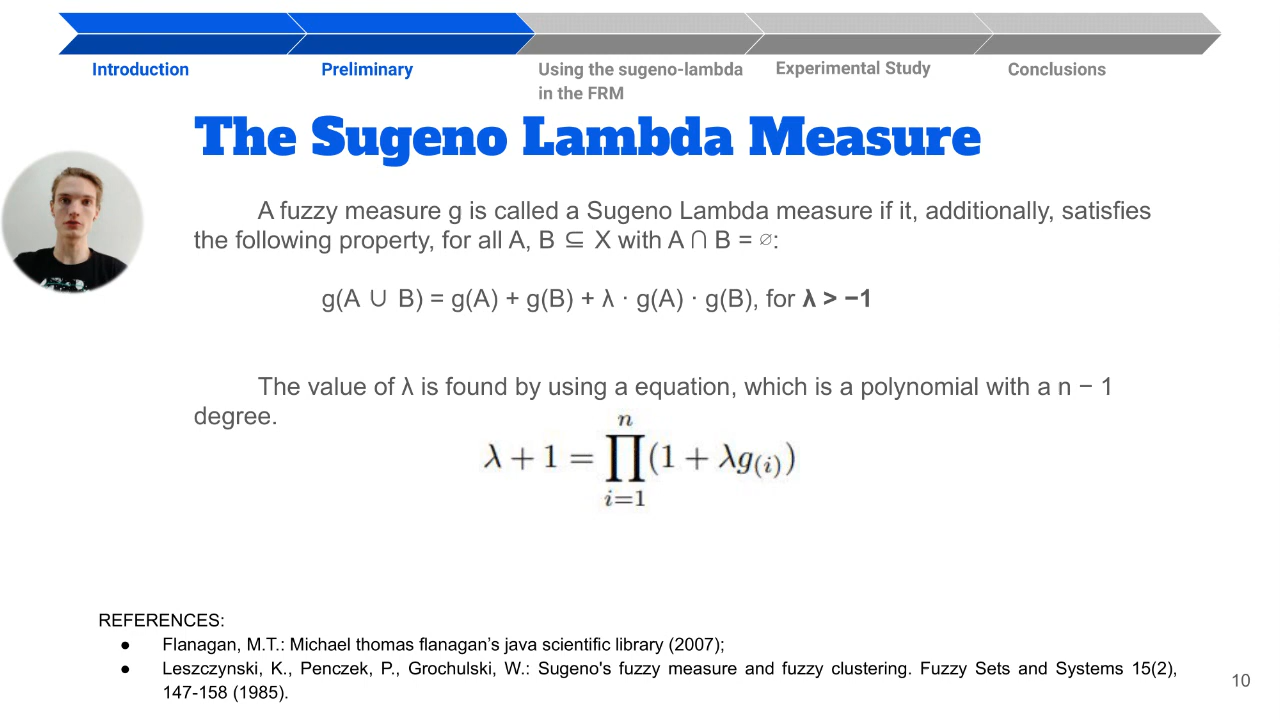 Introduction
Preliminary
Using the sugeno-lambda
in the FRM
Experimental Study
Conclusions
The Sugeno Lambda Measure
A fuzzy measure g is called a Sugeno Lambda measure if it, additionally, satisfies
the following property, for all A, B ⊆ X with A ∩ B = ∅:
g(A ∪ B) = g(A) + g(B) + λ · g(A) · g(B), for λ > −1
The value of λ is found by using a equation, which is a polynomial with a n − 1
degree.
λ + 1 = ∏_{i=1}^{n} (1 + λg_{(i)})
REFERENCES:
● Flanagan, M.T.: Michael thomas flanagan's java scientific library (2007);
● Leszczynski, K., Penczek, P., Grochulski, W.: Sugeno's fuzzy measure and fuzzy clustering. Fuzzy Sets and Systems 15(2),
147-158 (1985).
10